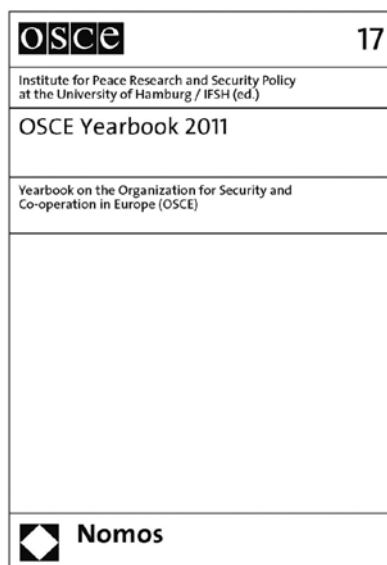 osce
17
Institute for Peace Research and Security Policy
at the University of Hamburg / IFSH (ed.)
OSCE Yearbook 2011
Yearbook on the Organization for Security and
Co-operation in Europe (OSCE)
Nomos